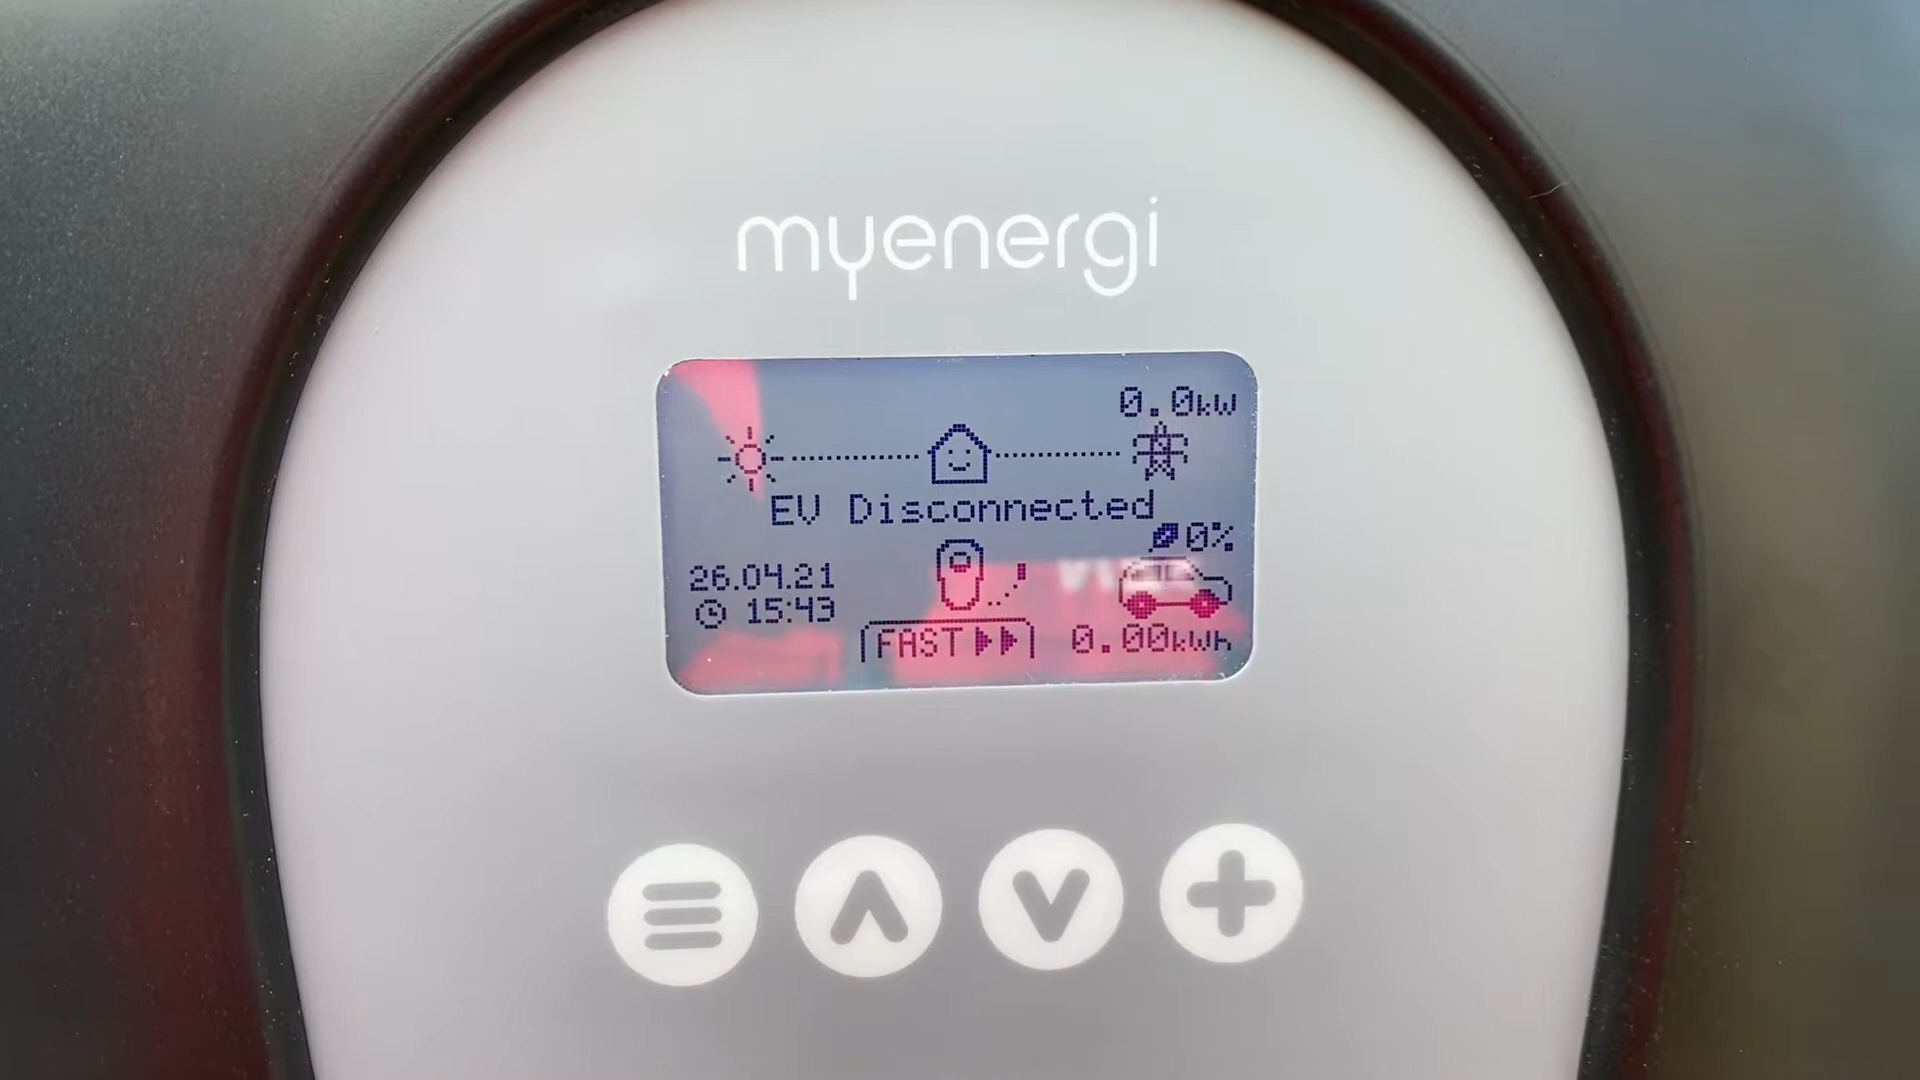 myenergi
0.0kW
EV Disconnected
0%
26.04.21
15:43
FAST
0.00kWh